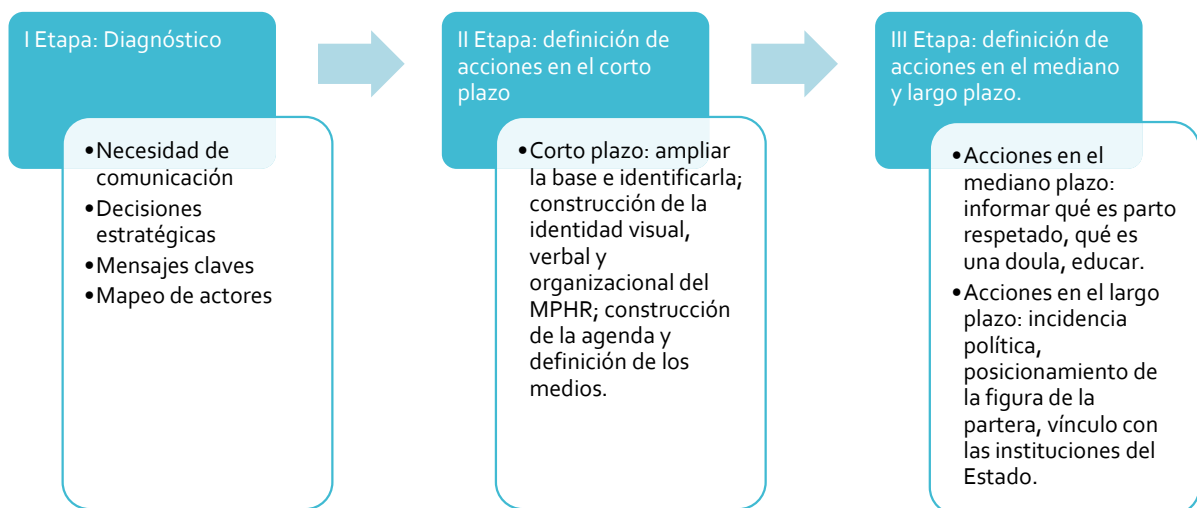 I Etapa: Diagnóstico
•Necesidad de
comunicación
•Decisiones
estratégicas
•Mensajes claves
•Mapeo de actores
II Etapa: definición de
acciones en el corto
plazo
•Corto plazo: ampliar
la base e identificarla;
construcción de la
identidad visual,
verbal y
organizacional del
MPHR; construcción
de la agenda y
definición de los
medios.
III Etapa: definición de
acciones en el mediano
y largo plazo.
•Acciones en el
mediano plazo:
informar qué es parto
respetado, qué es
una doula, educar.
•Acciones en el largo
plazo: incidencia
política,
posicionamiento de
la figura de la
partera, vínculo con
las instituciones del
Estado.